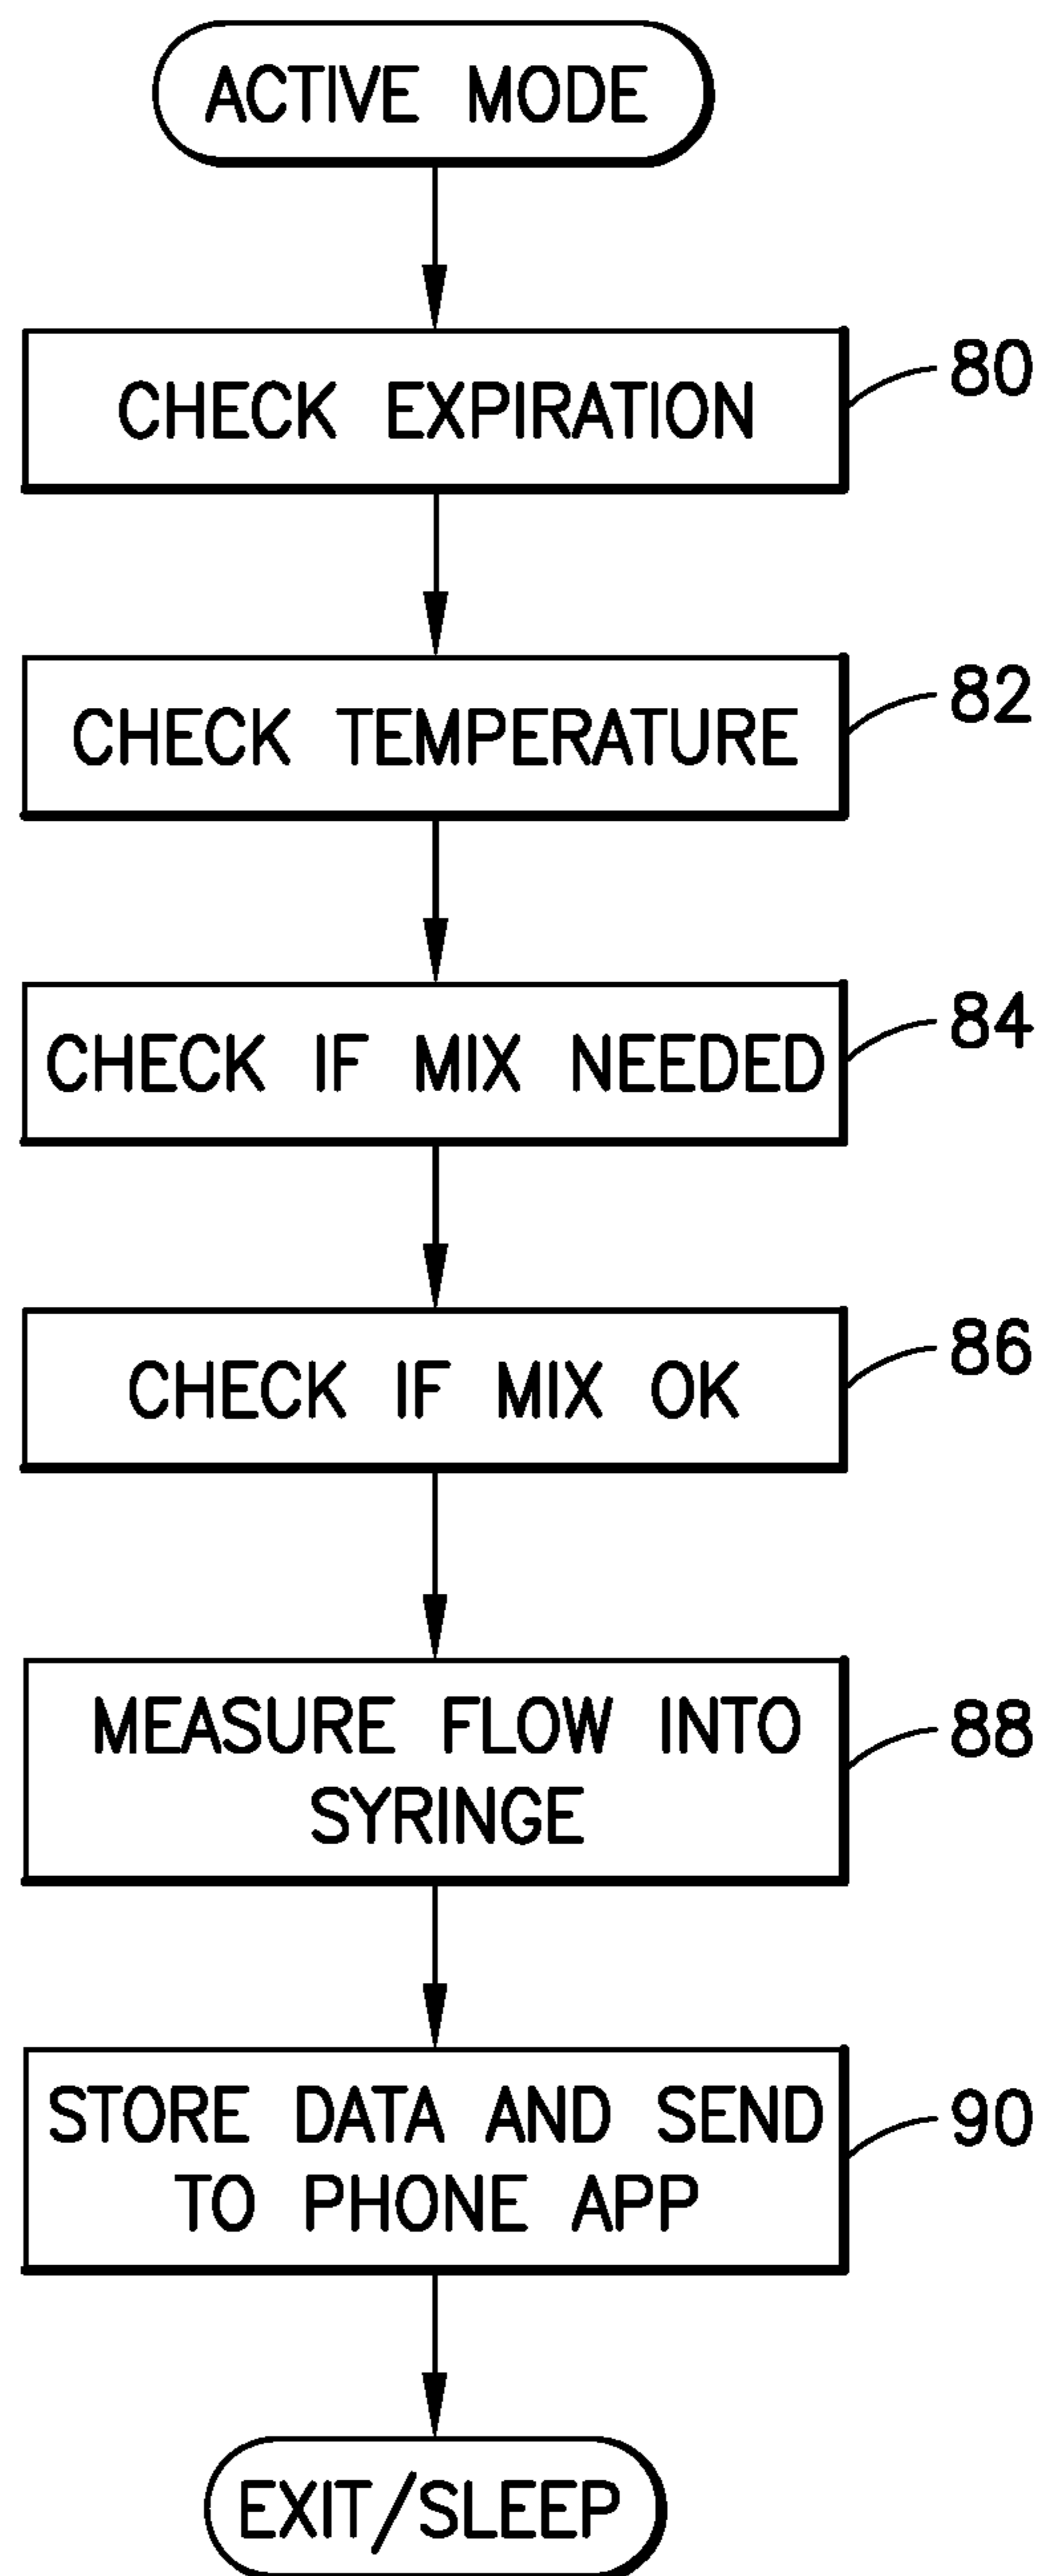 ACTIVE MODE
CHECK EXPIRATION
80
CHECK TEMPERATURE
82
CHECK IF MIX NEEDED
84
CHECK IF MIX OK
86
MEASURE FLOW INTO
SYRINGE
88
STORE DATA AND SEND
TO PHONE APP
90
EXIT/SLEEP